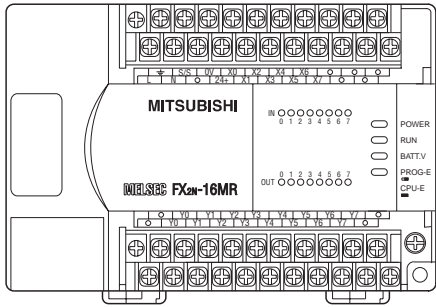 S/S 0V X0 X2 X4 X6
L N 24+ X1 X3 X5 X7
MITSUBISHI
IN
0 1 2 3 4 5 6 7
POWER
RUN
BATT.V
PROG-E
CPU-E
0 1 2 3 4 5 6 7
OUT
MELSEC FX2N-16MR
Y0 Y1 Y2 Y3 Y4 Y5 Y6 Y7
Y0 Y1 Y2 Y3 Y4 Y5 Y6 Y7